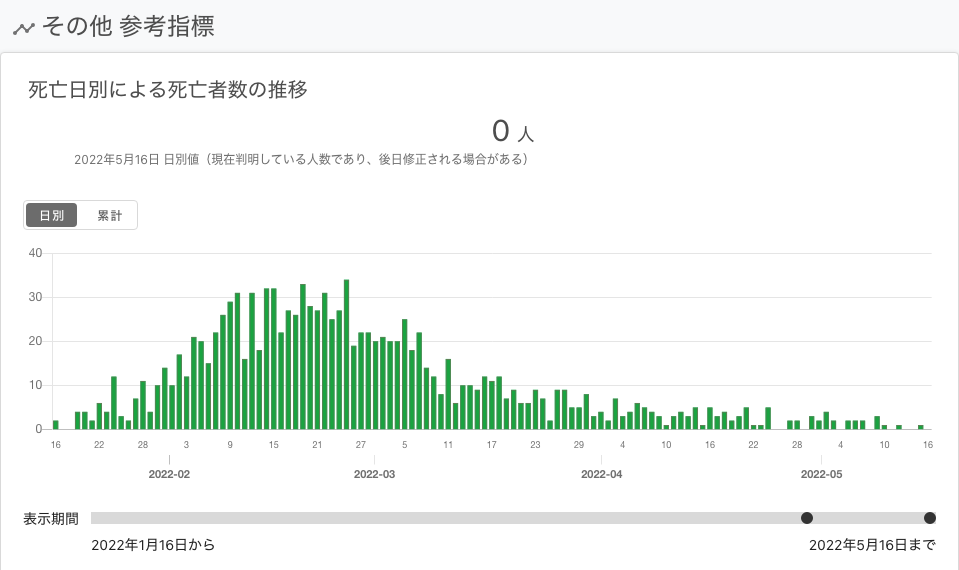 その他 参考指標
死亡日別による死亡者数の推移
0 人
2022年5月16日 日別値（現在判明している人数であり、後日修正される場合がある）
日別 累計
40
30
20
10
0
16 22 28 3 9 15 21 27 5 11 17 23 29 4 10 16 22 28 4 10 16
2022-02 2022-03 2022-04 2022-05
表示期間
2022年1月16日から 2022年5月16日まで